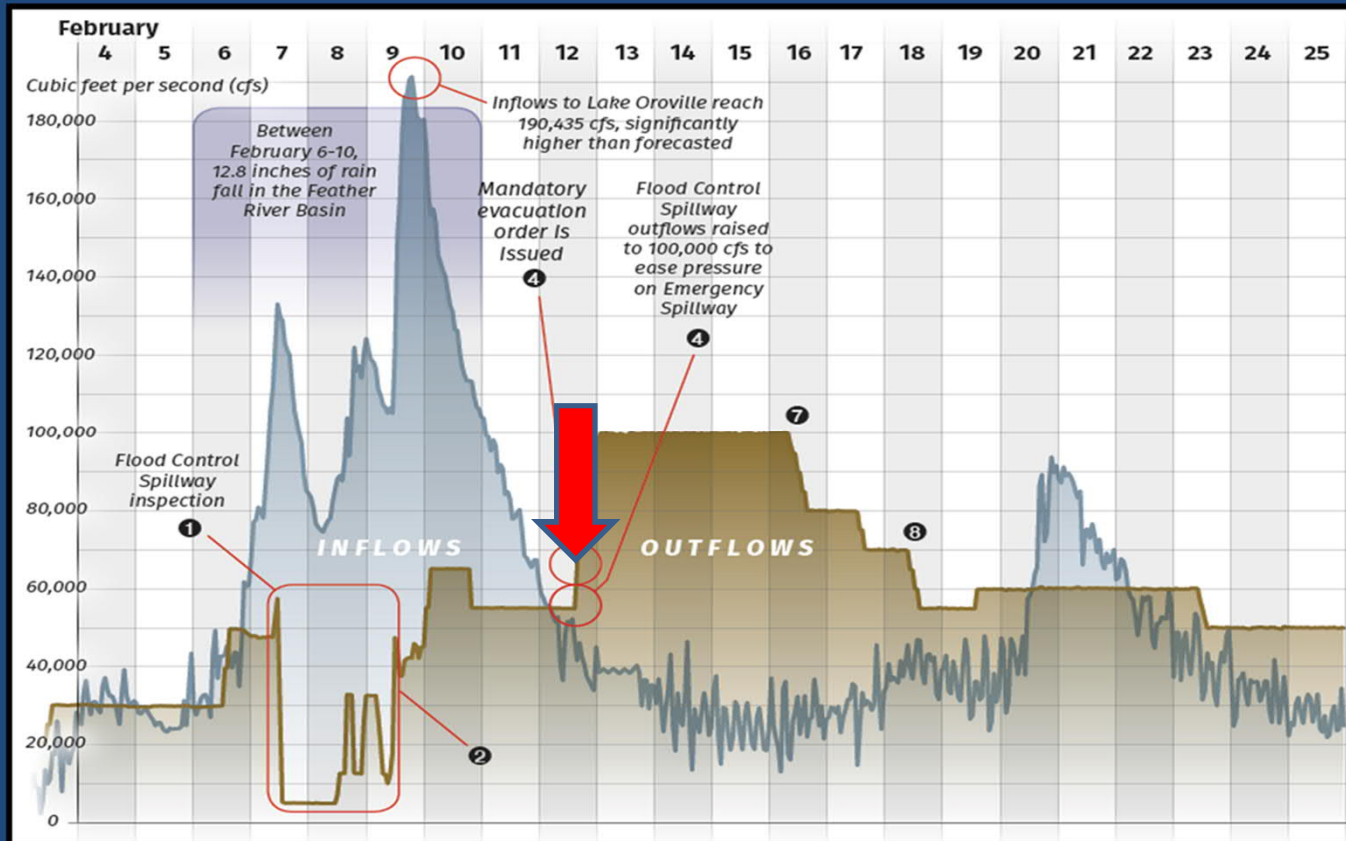 February
4 5 6 7 8 9 10 11 12 13 14 15 16 17 18 19 20 21 22 23 24 25
Cubic feet per second (cfs)
180,000
160,000
140,000
120,000
100,000
80,000
60,000
40,000
20,000
0
Between
February 6-10,
12.8 inches of rain
fall in the Feather
River Basin
Inflows to Lake Oroville reach
190,435 cfs, significantly
higher than forecasted
Mandatory
evacuation
order is
issued
4
Flood Control
Spillway
outflows raised
to 100,000 cfs to
ease pressure
on Emergency
Spillway
4
Flood Control
Spillway
inspection
1
INFLOWS
OUTFLOWS
7
8
2